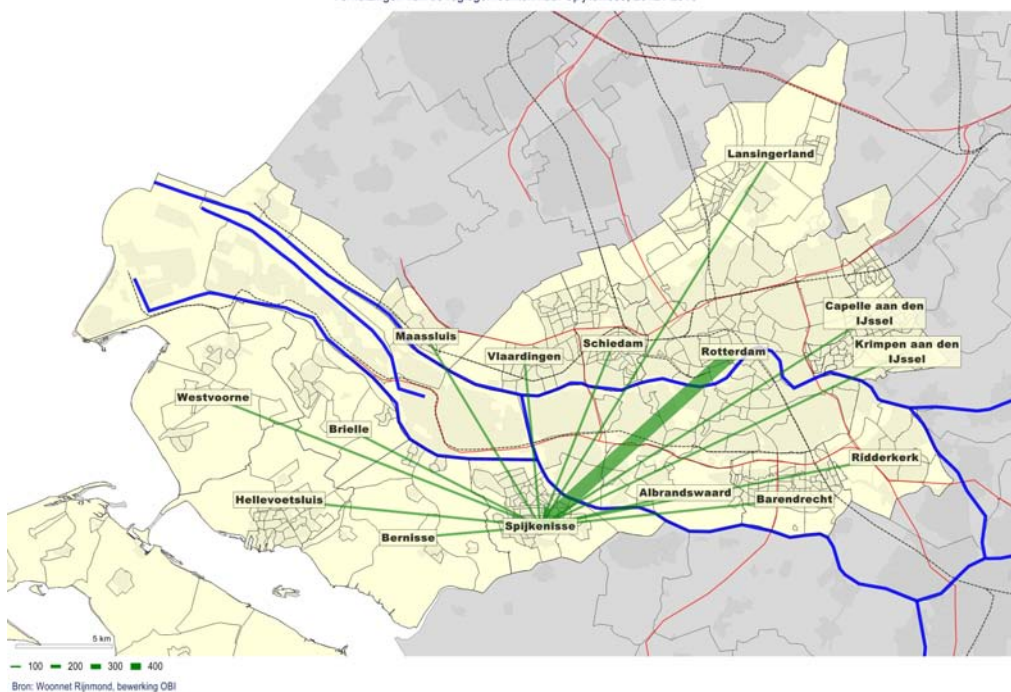 Lansingerland
Capelle aan den
IJssel
Maassluis
Schiedam
Rotterdam
Krimpen aan den
IJssel
Vlaardingen
Westvoorne
Brielle
Ridderkerk
Hellevoetsluis
Albrandswaard
Barendrecht
Bernisse
Spijkenisse
5 km
100 200 300 400
Bron: Woonnet Rijnmond, bewerking OBI